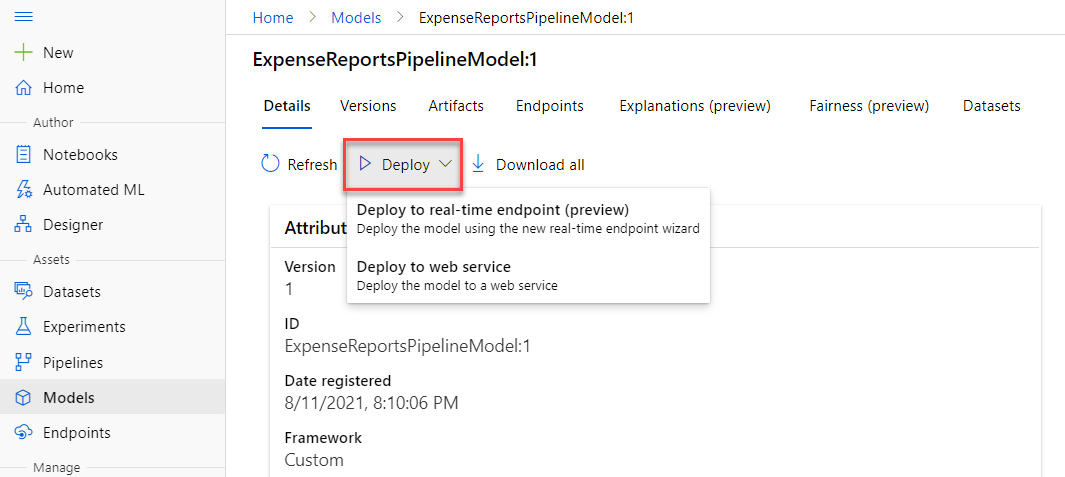 New
Home
Author
Notebooks
Automated ML
Designer
Assets
Datasets
Experiments
Pipelines
Models
Endpoints
Manage
Home > Models > ExpenseReportsPipelineModel:1
ExpenseReportsPipelineModel:1
Details Versions Artifacts Endpoints Explanations (preview) Fairness (preview) Datasets
Refresh Deploy Download all
Deploy to real-time endpoint (preview)
Deploy the model using the new real-time endpoint wizard
Deploy to web service
Deploy the model to a web service
Attribut
Version
1
ID
ExpenseReportsPipelineModel:1
Date registered
8/11/2021, 8:10:06 PM
Framework
Custom